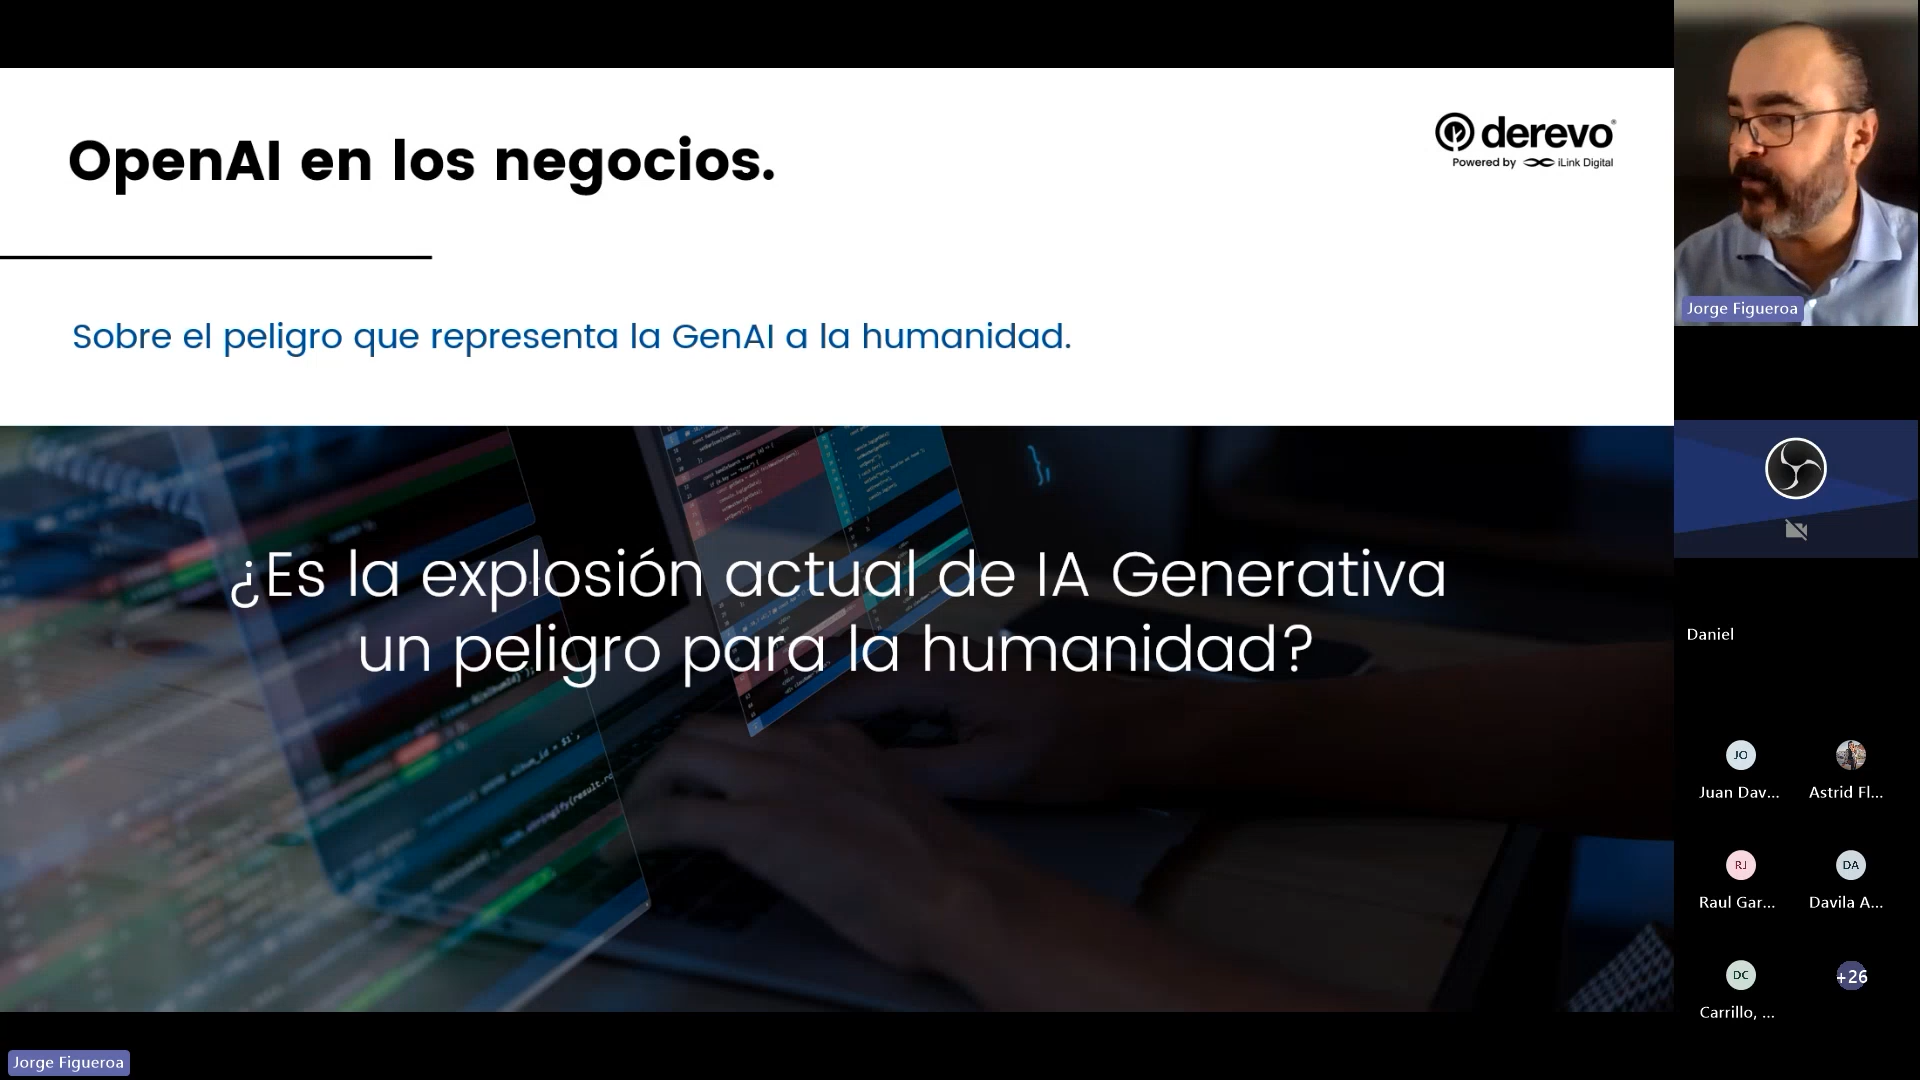 OpenAI en los negocios.
derevo
Powered by iLink Digital
Sobre el peligro que representa la GenAI a la humanidad.
¿Es la explosión actual de IA Generativa
un peligro para la humanidad?
Jorge Figueroa
Daniel
JO
Juan Dav...
Astrid Fl...
RJ
DA
Raul Gar...
Davila A...
DC
+26
Carrillo, ...
Jorge Figueroa